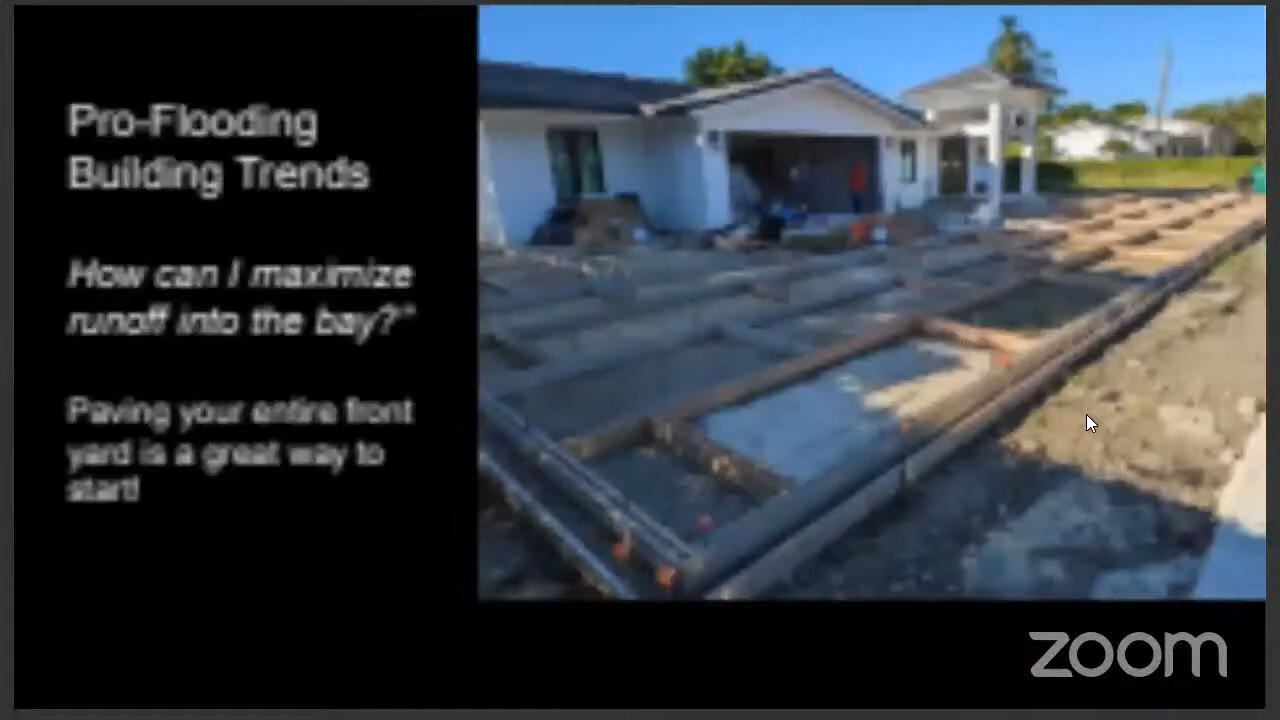 Pro-Flooding
Building Trends
How can I maximize
runoff into the bay?"
Paving your entire front
yard is a great way to
start!
zoom